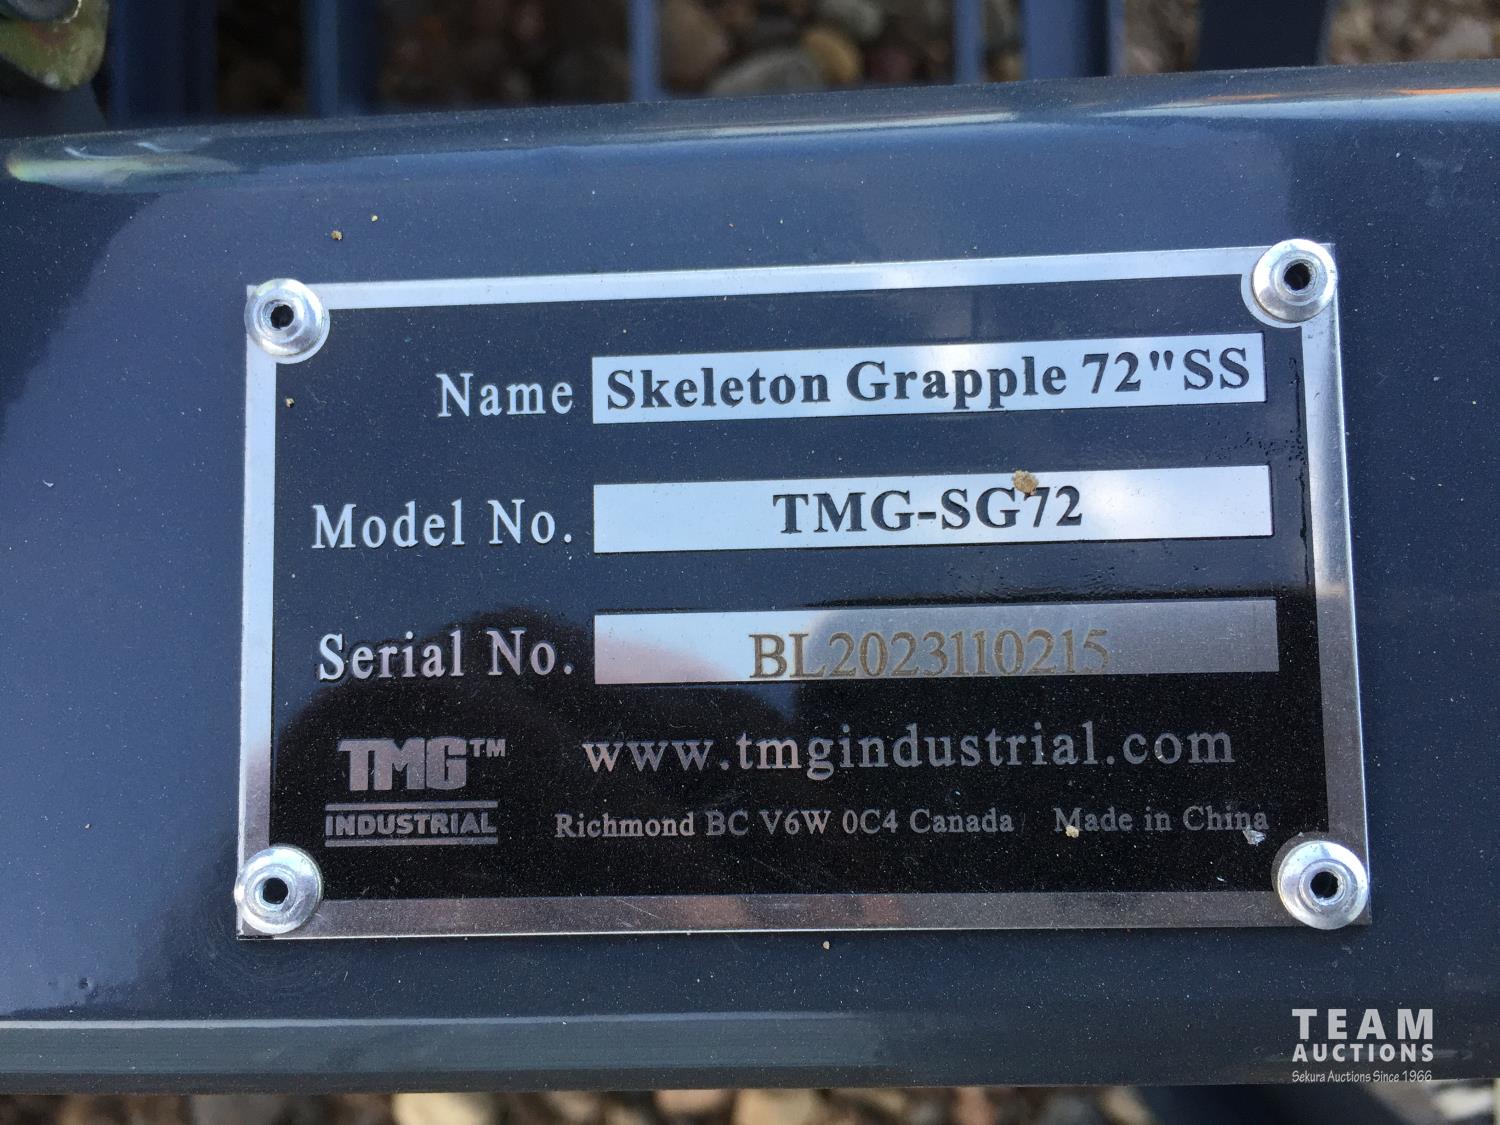 Name Skeleton Grapple 72"SS
Model No. TMG-SG72
Serial No. BL2023110215
TMG™ www.tmgindustrial.com
INDUSTRIAL Richmond BC V6W 0C4 Canada Made in China
TEAM
AUCTIONS
Sekura Auctions Since 1966